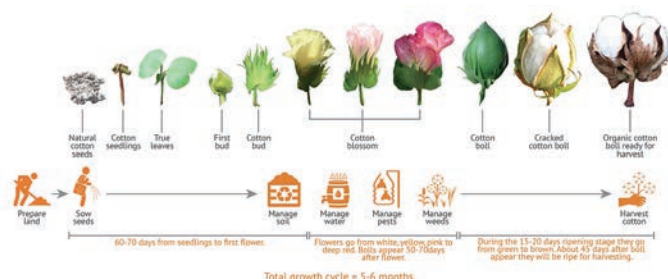 Natural
cotton
seeds
Cotton
seedlings
True
leaves
First
bud
Cotton
bud
Cotton
blossom
Cotton
boll
Cracked
cotton boll
Organic cotton
boll ready for
harvest
Prepare
land
Sow
seeds
Manage
soil
Manage
water
Manage
pests
Manage
weeds
Harvest
cotton
60-70 days from seedlings to first flower.
Flowers go from white, yellow, pink to
deep red. Bolls appear 50-70days
after flower.
During the 15-20 days ripening stage they go
from green to brown. About 45 days after boll
appear they will be ripe for harvesting.
Total growth cycle = 5-6 months.